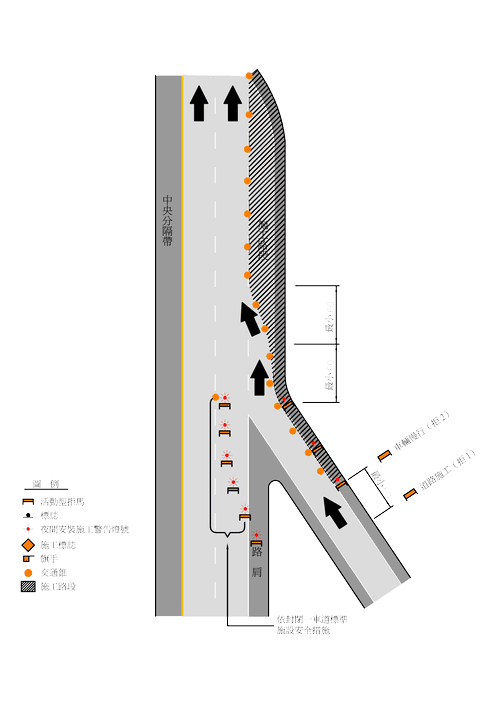 中央分隔帶
最小
最小
車輛慢行（拒2）
道路施工（拒1）
最小
圖 例
活動型拒馬
標誌
夜間安裝施工警告燈號
施工標誌
旗手
交通錐
施工路段
路肩
依封閉一車道標準
施設安全措施